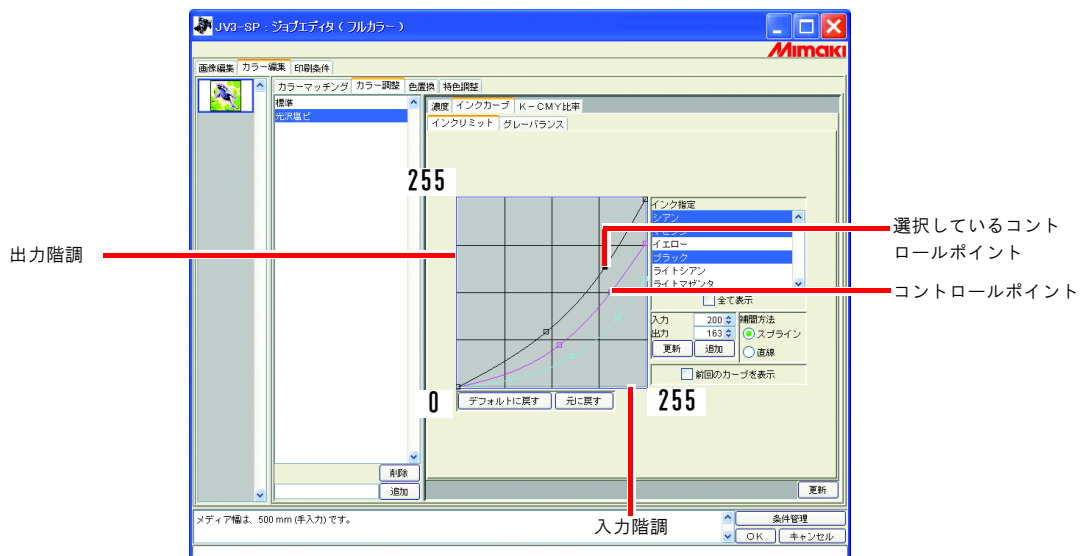 JV3-SP : ジョブエディタ ( フルカラー )
Mimaki
画像編集 カラー編集 印刷条件
カラーマッチング カラー調整 色置換 特色調整
標準
光沢塩ビ
濃度 インクカーブ K-CMY比率
インクリミット グレーバランス
255
インク指定
シアン
マゼンタ
イエロー
ブラック
ライトシアン
ライトマゼンタ
全て表示
入力 200
出力 163
更新 追加
補間方法
スプライン
直線
前回のカーブを表示
0
255
デフォルトに戻す 元に戻す
出力階調
選択しているコント
ロールポイント
コントロールポイント
入力階調
削除
追加
更新
メディア幅は、500 mm (手入力) です。
条件管理
OK キャンセル